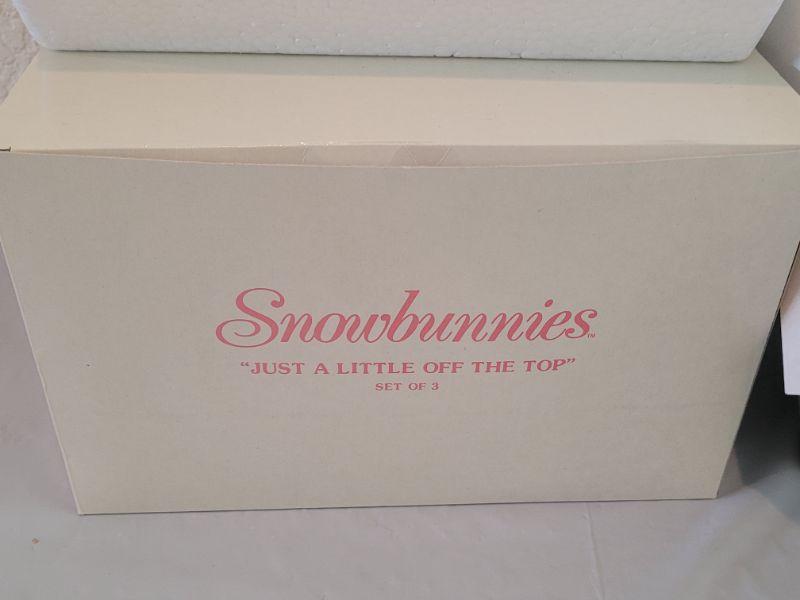 Snowbunnies™
“JUST A LITTLE OFF THE TOP”
SET OF 3